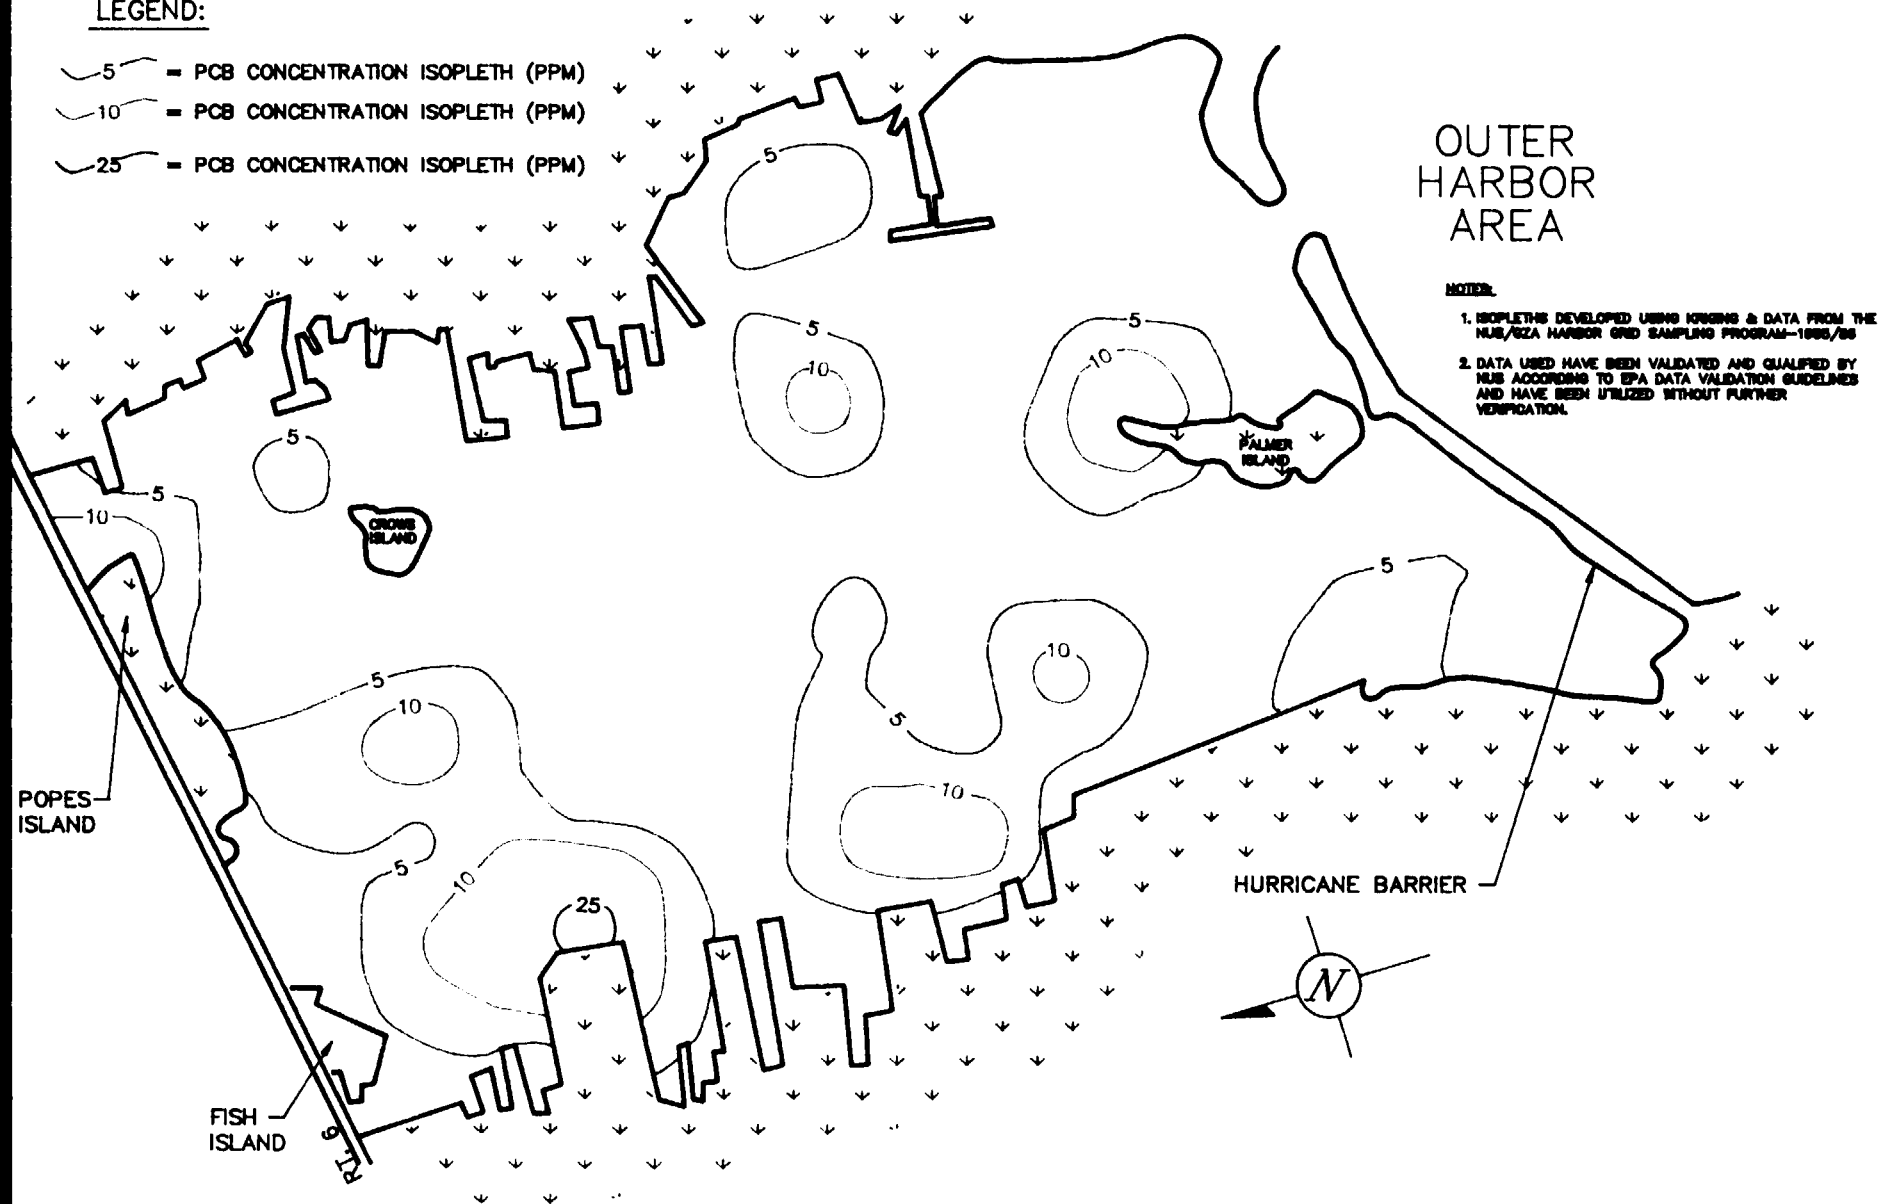 LEGEND:
5 = PCB CONCENTRATION ISOPLETH (PPM)
10 = PCB CONCENTRATION ISOPLETH (PPM)
25 = PCB CONCENTRATION ISOPLETH (PPM)
OUTER
HARBOR
AREA
NOTES:
1. ISOPLETHS DEVELOPED USING KRIGING & DATA FROM THE
NUS/GZA HARBOR GRID SAMPLING PROGRAM-1985/86
2. DATA USED HAVE BEEN VALIDATED AND QUALIFIED BY
NUS ACCORDING TO EPA DATA VALIDATION GUIDELINES
AND HAVE BEEN UTILIZED WITHOUT FURTHER
VERIFICATION.
5
5
10
5
10
5
5
10
CROWS
ISLAND
PALMER
ISLAND
5
10
5
10
5
10
5
10
25
10
POPES
ISLAND
FISH
ISLAND
RT. 6
HURRICANE BARRIER
N